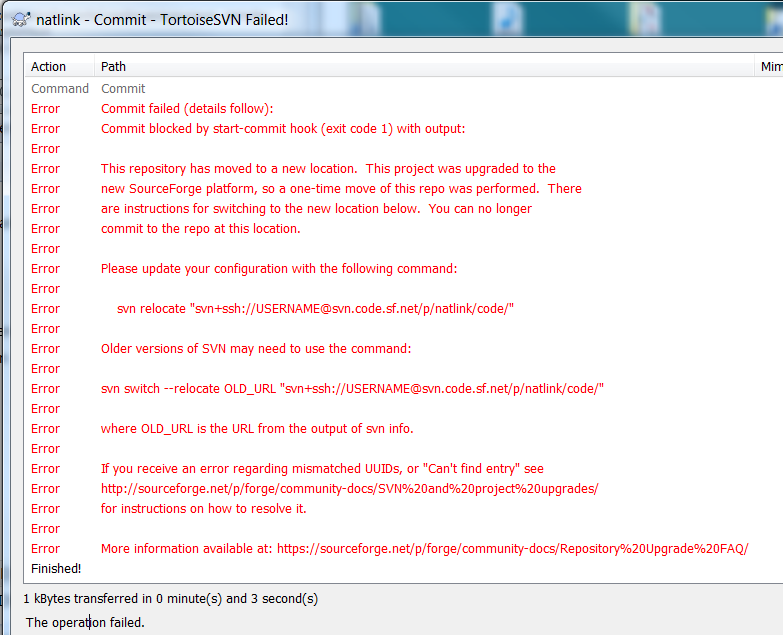 natlink - Commit - TortoiseSVN Failed!
Action Path Mim
Command Commit
Error Commit failed (details follow):
Error Commit blocked by start-commit hook (exit code 1) with output:
Error
Error This repository has moved to a new location.  This project was upgraded to the
Error new SourceForge platform, so a one-time move of this repo was performed.  There
Error are instructions for switching to the new location below.  You can no longer
Error commit to the repo at this location.
Error
Error Please update your configuration with the following command:
Error
Error svn relocate "svn+ssh://USERNAME@svn.code.sf.net/p/natlink/code/"
Error
Error Older versions of SVN may need to use the command:
Error
Error svn switch --relocate OLD_URL "svn+ssh://USERNAME@svn.code.sf.net/p/natlink/code/"
Error
Error where OLD_URL is the URL from the output of svn info.
Error
Error If you receive an error regarding mismatched UUIDs, or "Can't find entry" see
Error http://sourceforge.net/p/forge/community-docs/SVN%20and%20project%20upgrades/
Error for instructions on how to resolve it.
Error
Error More information available at: https://sourceforge.net/p/forge/community-docs/Repository%20Upgrade%20FAQ/
Finished!
1 kBytes transferred in 0 minute(s) and 3 second(s)
The operation failed.